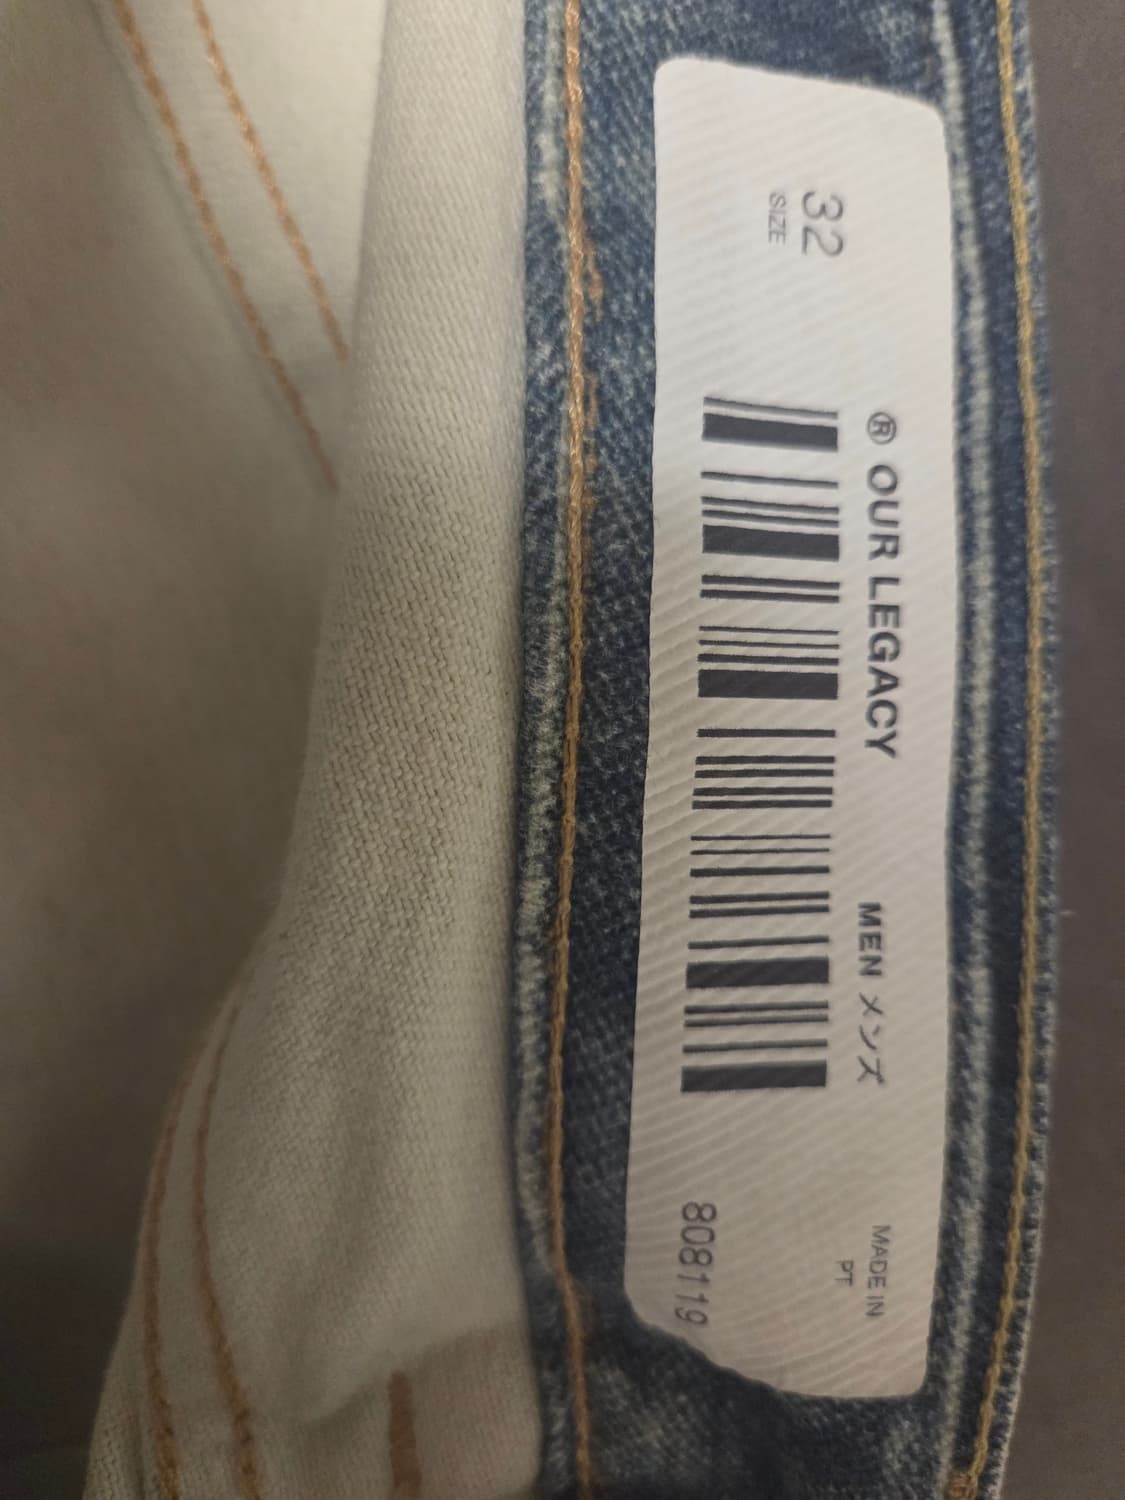 ® OUR LEGACY
MEN メンズ
MADE IN
PT
32
SIZE
808119